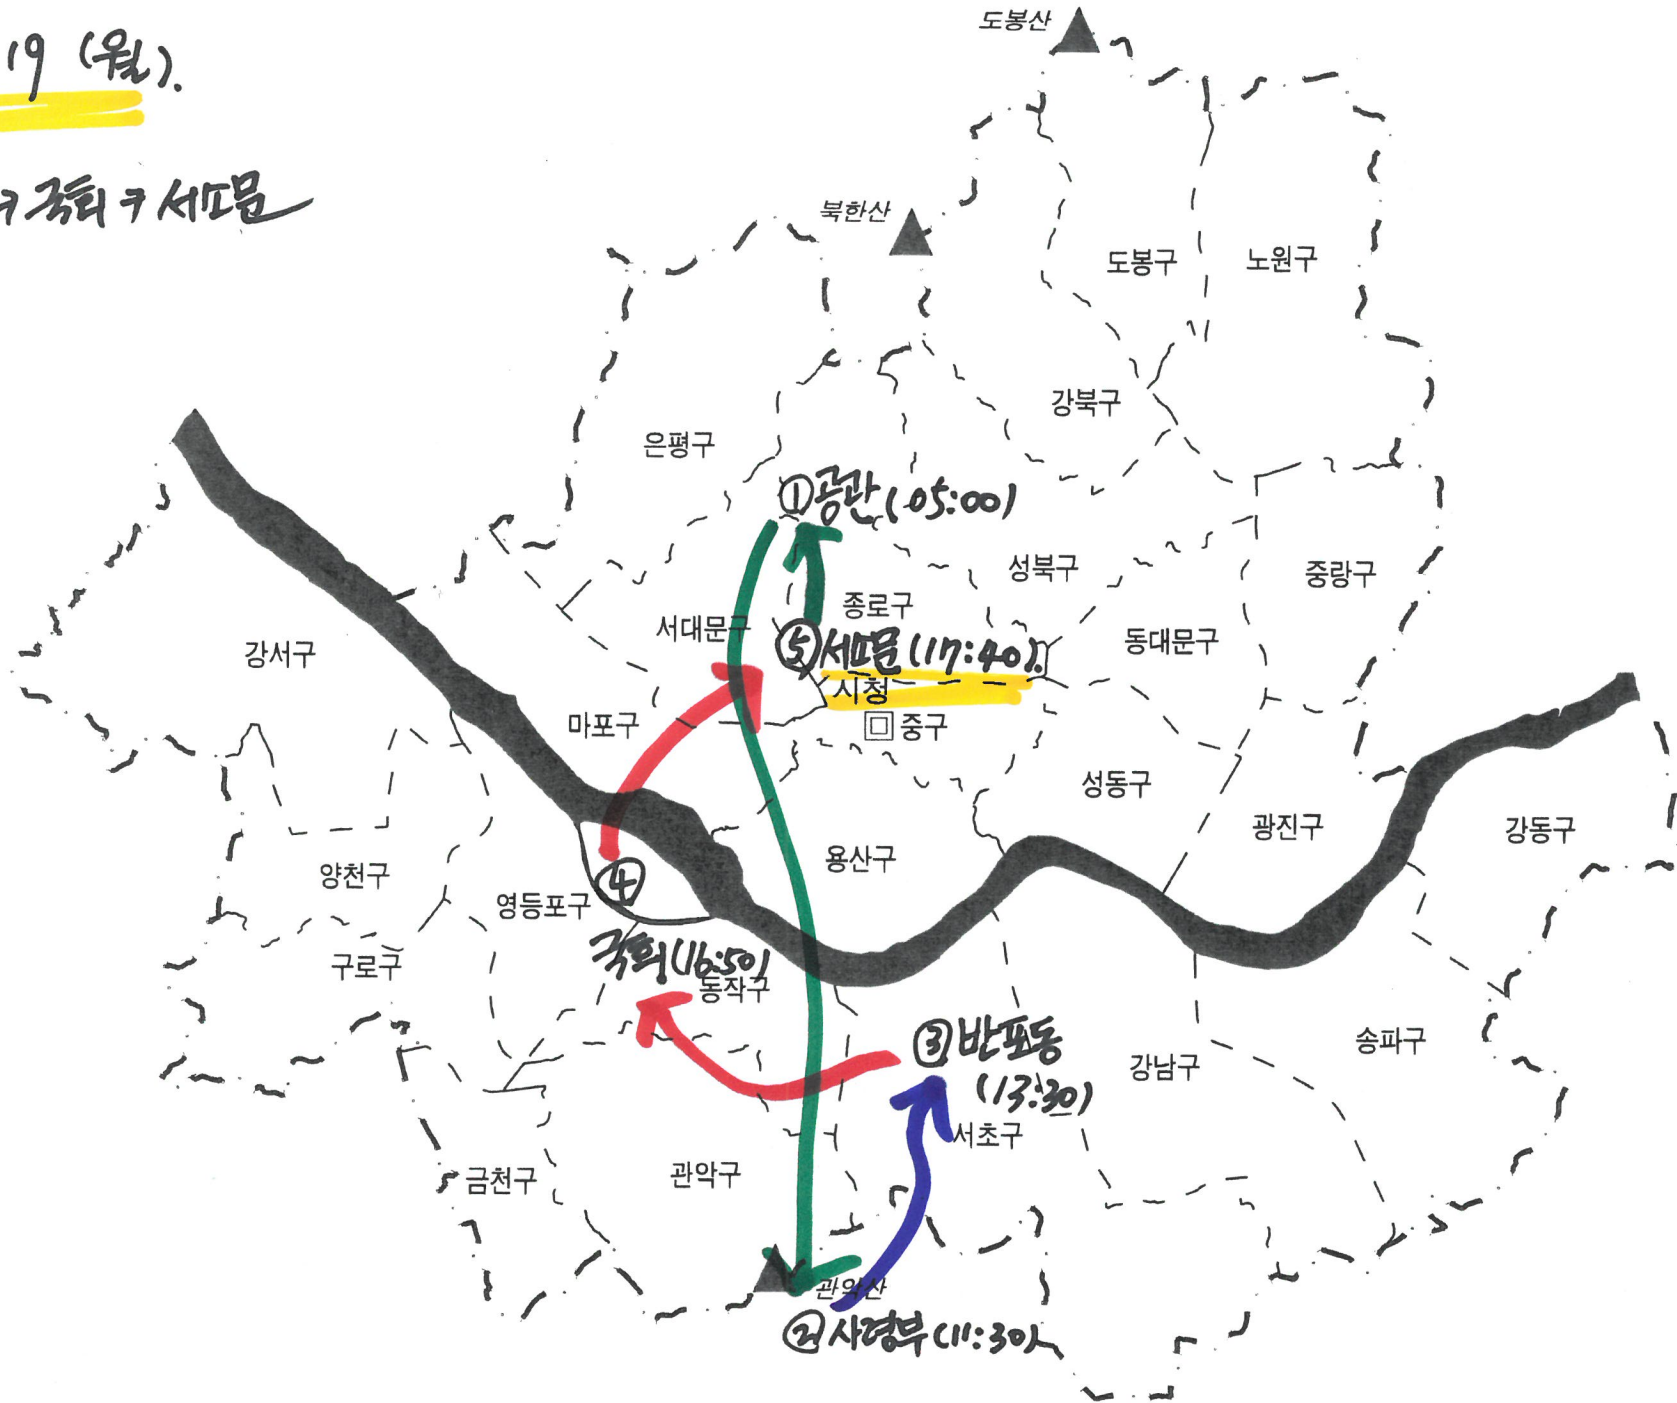 19 (월).
→국회→서소문
도봉산
북한산
도봉구
노원구
강북구
은평구
①공관(05:00)
성북구
중랑구
종로구
서대문구
동대문구
강서구
⑤서소문(17:40).
시청
마포구
중구
성동구
광진구
강동구
용산구
양천구
④
영등포구
국회(16:50)
구로구
동작구
③반포동
(13:30)
송파구
강남구
서초구
금천구
관악구
관악산
②사령부(11:30)